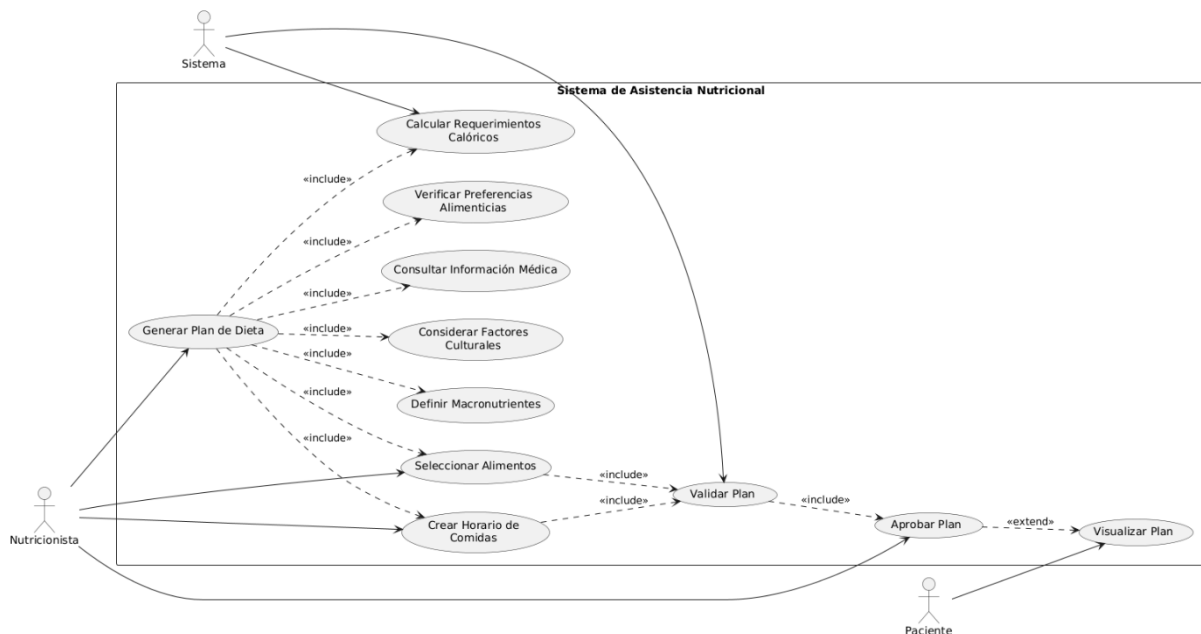 Sistema
Sistema de Asistencia Nutricional
Calcular Requerimientos
Calóricos
«include»
Verificar Preferencias
Alimenticias
«include»
Consultar Información Médica
«include»
Generar Plan de Dieta
«include»
Considerar Factores
Culturales
«include»
Definir Macronutrientes
«include»
«include»
Seleccionar Alimentos
«include»
Validar Plan
«include»
«include»
Crear Horario de
Comidas
Aprobar Plan
«extend»
Visualizar Plan
Nutricionista
Paciente